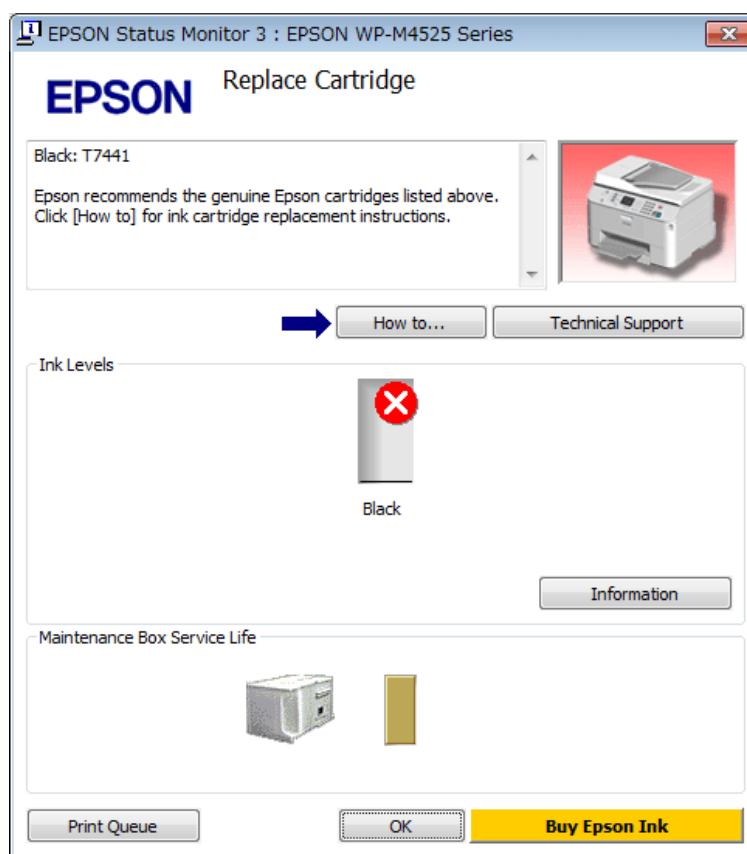 EPSON Status Monitor 3 : EPSON WP-M4525 Series
EPSON
Replace Cartridge
Black: T7441
Epson recommends the genuine Epson cartridges listed above.
Click [How to] for ink cartridge replacement instructions.
How to...
Technical Support
Ink Levels
Black
Information
Maintenance Box Service Life
Print Queue
OK
Buy Epson Ink